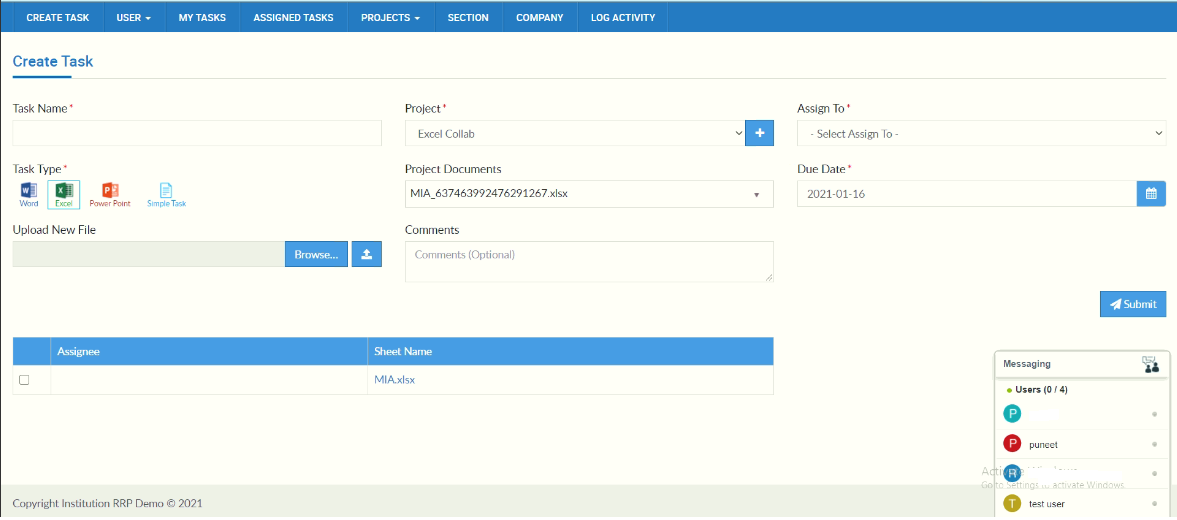 CREATE TASK USER MY TASKS ASSIGNED TASKS PROJECTS SECTION COMPANY LOG ACTIVITY
Create Task
Task Name* Project* Assign To*
Excel Collab - Select Assign To -
Task Type* Project Documents Due Date*
Word Excel Power Point Simple Task MIA_637463992476291267.xlsx 2021-01-16
Upload New File Comments
Browse... Comments (Optional)
Submit
Assignee Sheet Name
MIA.xlsx
Messaging
Users (0 / 4)
P
P puneet
R
Go to Settings to activate Windows.
T test user
Copyright Institution RRP Demo © 2021